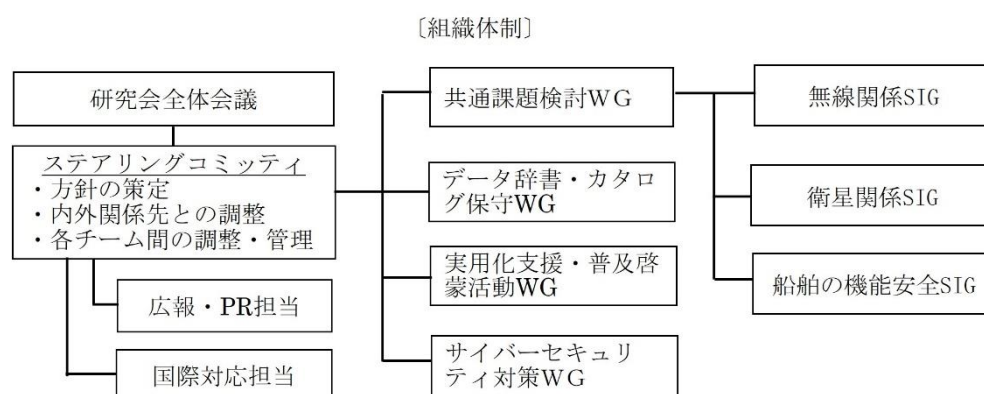 〔組織体制〕
研究会全体会議
ステアリングコミッティ
・方針の策定
・内外関係先との調整
・各チーム間の調整・管理
広報・PR担当
国際対応担当
共通課題検討WG
データ辞書・カタロ
グ保守WG
実用化支援・普及啓
蒙活動WG
サイバーセキュリ
ティ対策WG
無線関係SIG
衛星関係SIG
船舶の機能安全SIG